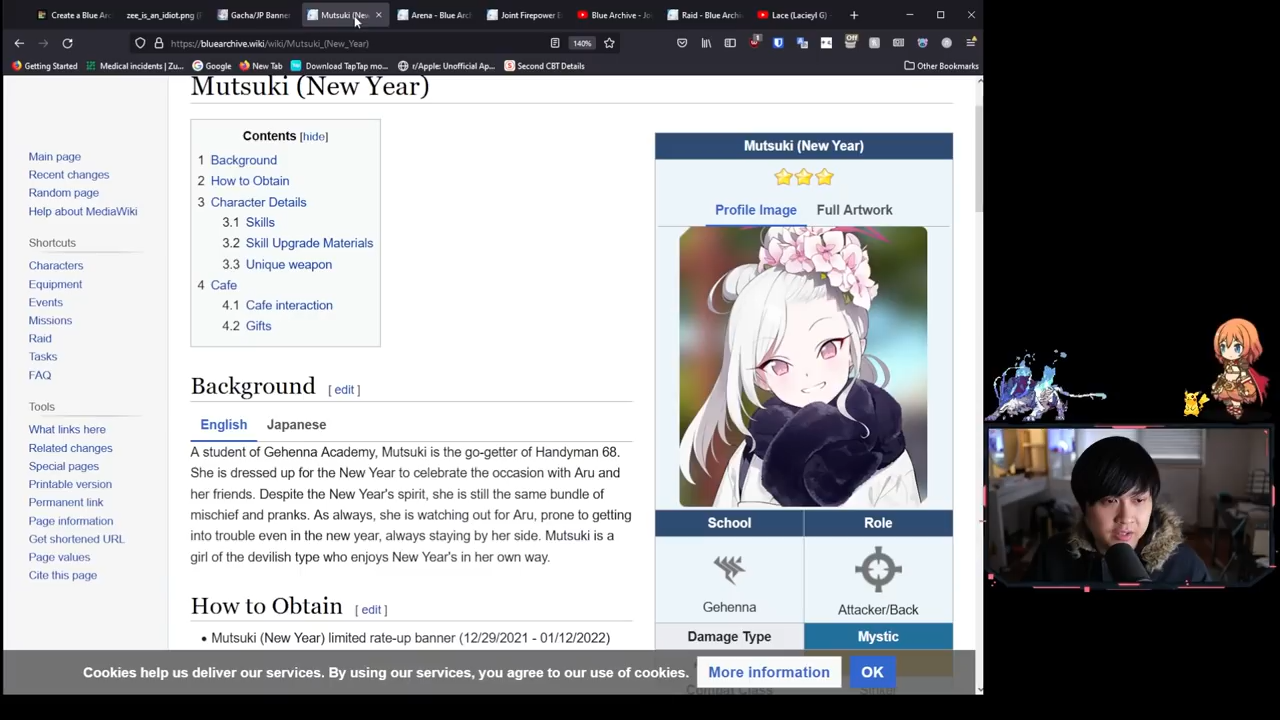 Create a Blue Arc
zee_is_an_idiot.png (
Gacha/JP Banner
Mutsuki (New
Arena - Blue Arc
Joint Firepower E
Blue Archive - Jo
Raid - Blue Archiv
Lace (Lacieyl G) -
https://bluearchive.wiki/wiki/Mutsuki_(New_Year)
140%
Getting Started
Medical incidents | Zu...
Google
New Tab
Download TapTap mo...
r/Apple: Unofficial Ap...
Second CBT Details
Other Bookmarks
Main page
Recent changes
Random page
Help about MediaWiki
Shortcuts
Characters
Equipment
Events
Missions
Raid
Tasks
FAQ
Tools
What links here
Related changes
Special pages
Printable version
Permanent link
Page information
Get shortened URL
Page values
Cite this page
Mutsuki (New Year)
Contents [hide]
1 Background
2 How to Obtain
3 Character Details
3.1 Skills
3.2 Skill Upgrade Materials
3.3 Unique weapon
4 Cafe
4.1 Cafe interaction
4.2 Gifts
Background [ edit ]
English Japanese
A student of Gehenna Academy, Mutsuki is the go-getter of Handyman 68.
She is dressed up for the New Year to celebrate the occasion with Aru and
her friends. Despite the New Year's spirit, she is still the same bundle of
mischief and pranks. As always, she is watching out for Aru, prone to getting
into trouble even in the new year, always staying by her side. Mutsuki is a
girl of the devilish type who enjoys New Year's in her own way.
How to Obtain [ edit ]
• Mutsuki (New Year) limited rate-up banner (12/29/2021 - 01/12/2022)
Mutsuki (New Year)
Profile Image Full Artwork
School Role
Gehenna Attacker/Back
Damage Type Mystic
Combat Class Striker
Cookies help us deliver our services. By using our services, you agree to our use of cookies. More information OK